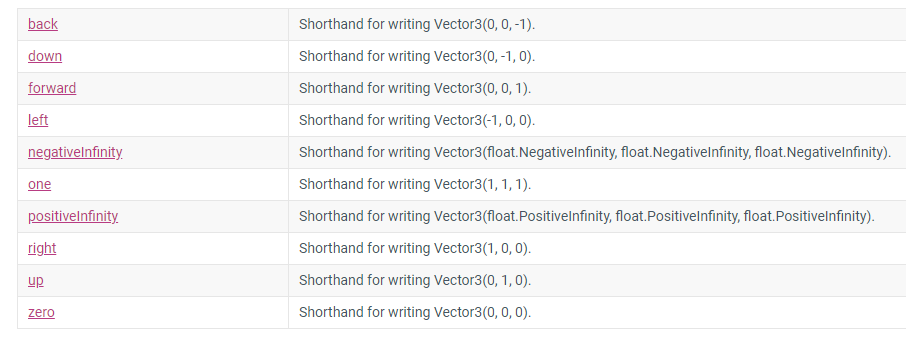 back Shorthand for writing Vector3(0, 0, -1).
down Shorthand for writing Vector3(0, -1, 0).
forward Shorthand for writing Vector3(0, 0, 1).
left Shorthand for writing Vector3(-1, 0, 0).
negativeInfinity Shorthand for writing Vector3(float.NegativeInfinity, float.NegativeInfinity, float.NegativeInfinity).
one Shorthand for writing Vector3(1, 1, 1).
positiveInfinity Shorthand for writing Vector3(float.PositiveInfinity, float.PositiveInfinity, float.PositiveInfinity).
right Shorthand for writing Vector3(1, 0, 0).
up Shorthand for writing Vector3(0, 1, 0).
zero Shorthand for writing Vector3(0, 0, 0).